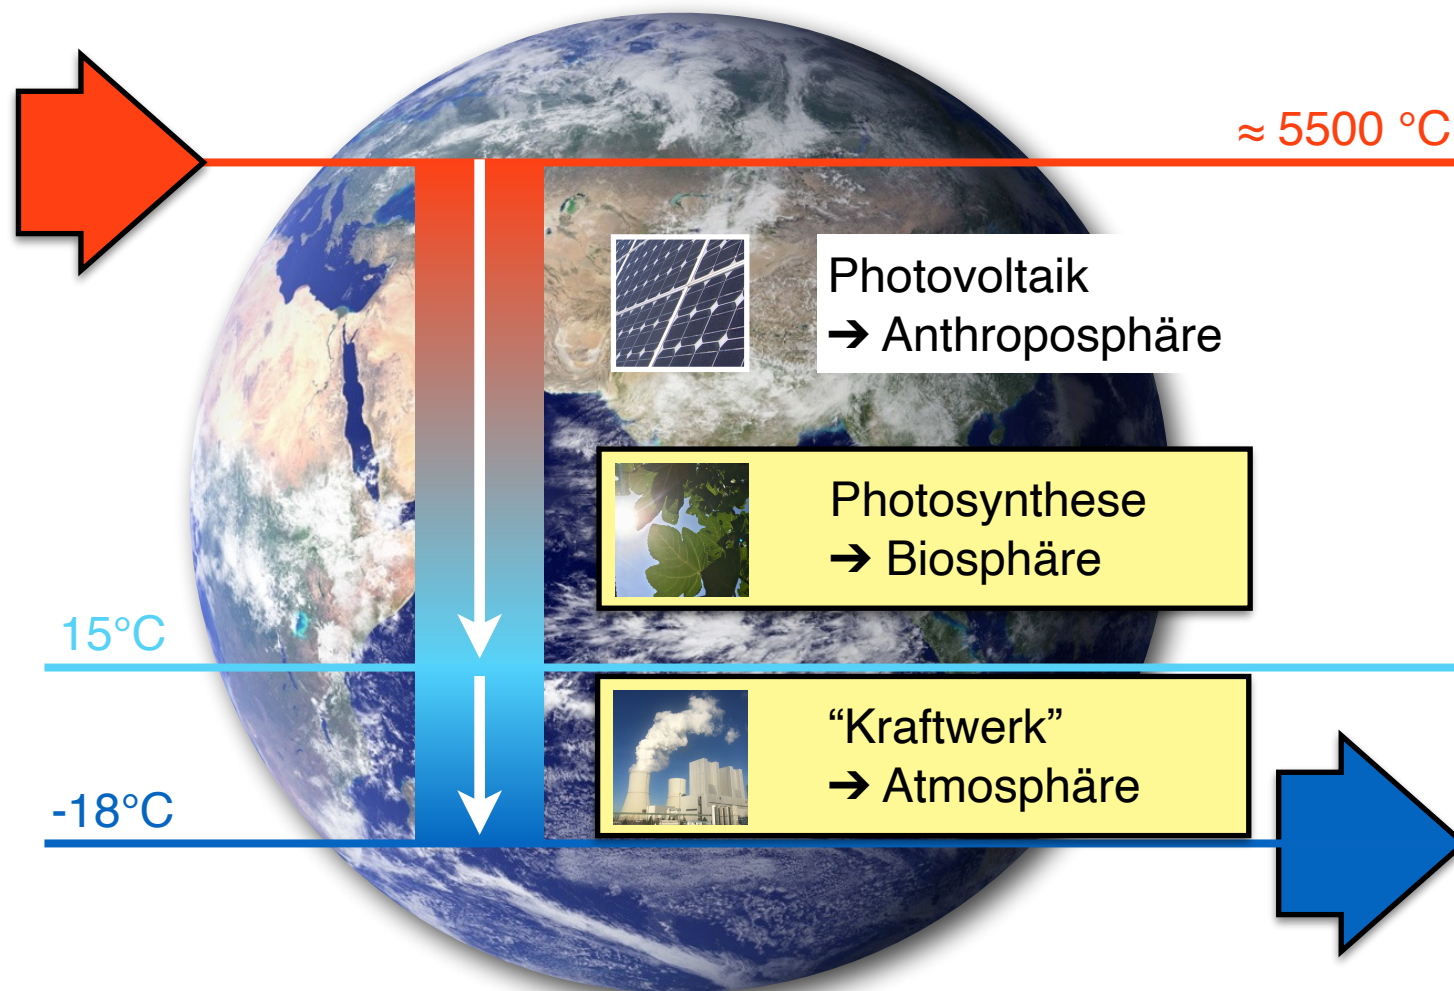 ≈ 5500 °C
Photovoltaik
➔ Anthroposphäre
Photosynthese
➔ Biosphäre
15°C
“Kraftwerk”
➔ Atmosphäre
-18°C